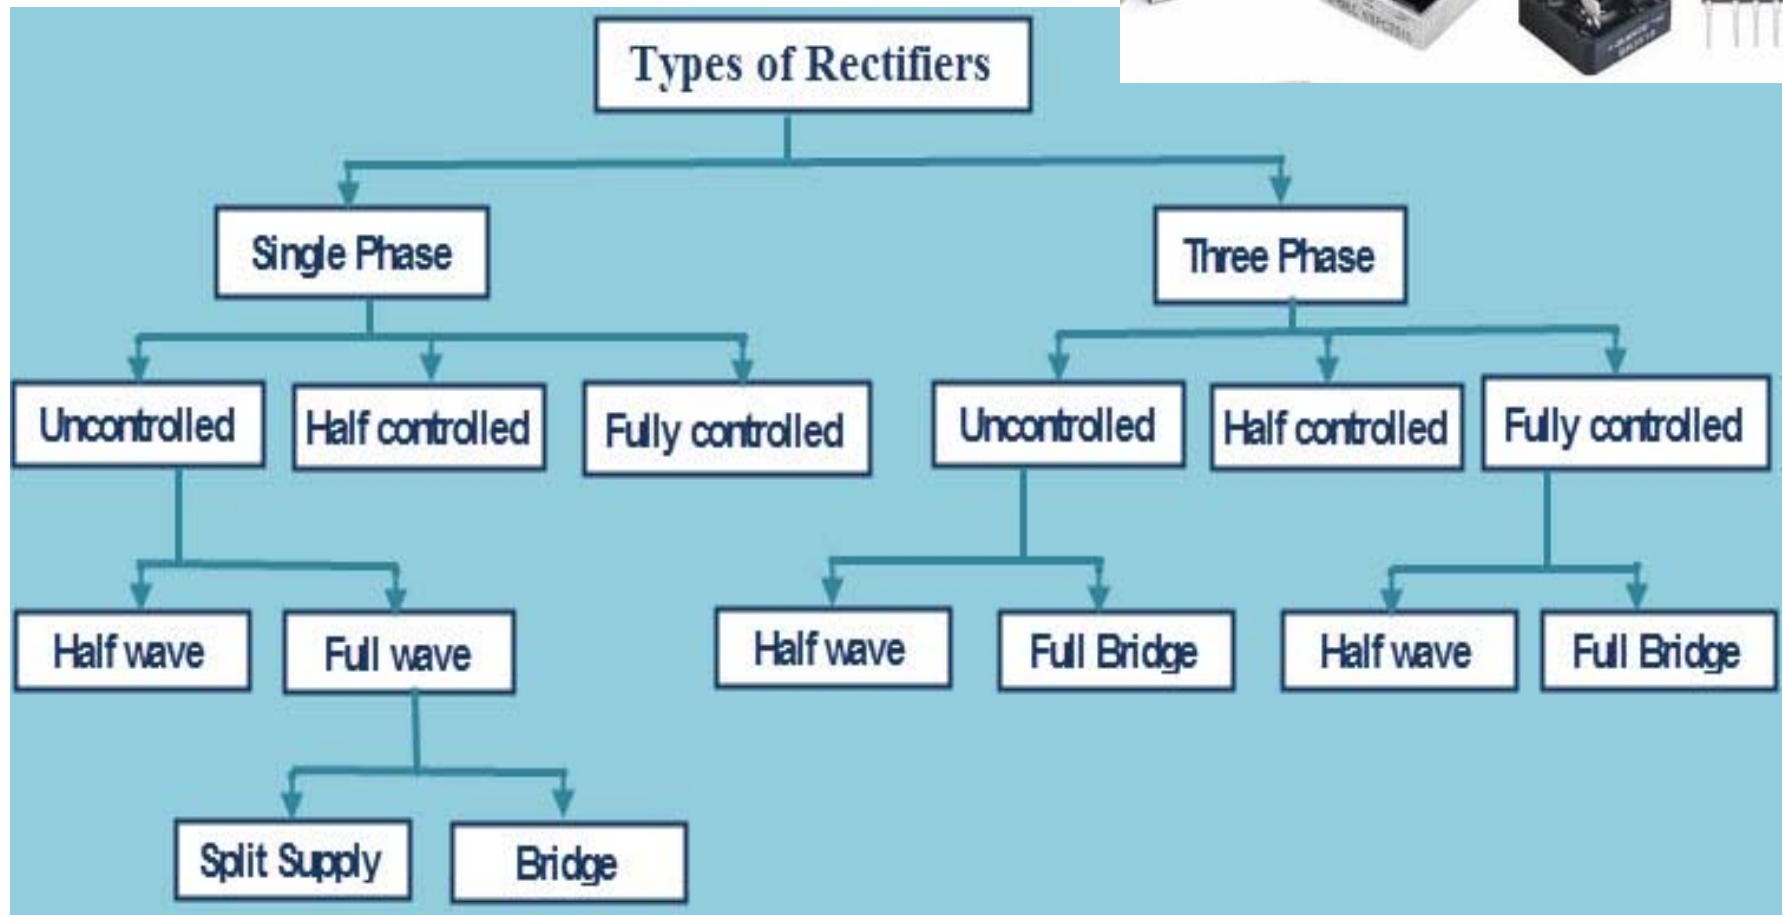 Types of Rectifiers
Single Phase
Three Phase
Uncontrolled
Half controlled
Fully controlled
Uncontrolled
Half controlled
Fully controlled
Half wave
Full wave
Half wave
Full Bridge
Half wave
Full Bridge
Split Supply
Bridge